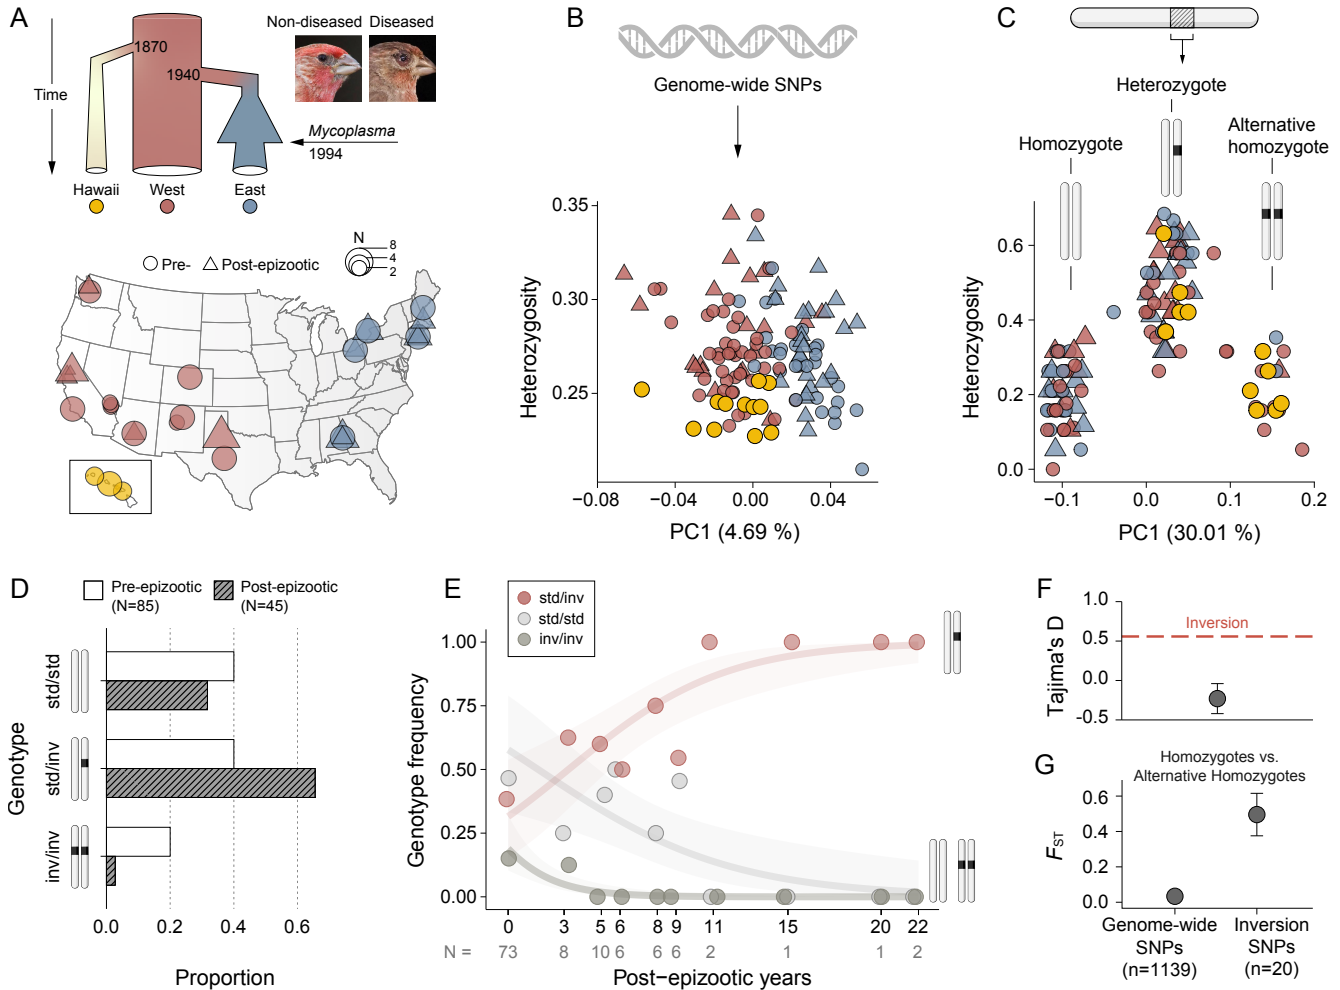 A
Non-diseased
Diseased
1870
1940
Time
Mycoplasma
1994
Hawaii
West
East
N
8
4
2
Pre-
Post-epizootic
B
Genome-wide SNPs
0.35
0.30
0.25
Heterozygosity
−0.08
−0.04
0.00
0.04
PC1 (4.69 %)
C
Heterozygote
Homozygote
Alternative
homozygote
0.6
0.4
0.2
0.0
Heterozygosity
−0.1
0.0
0.1
0.2
PC1 (30.01 %)
D
Pre-epizootic
(N=85)
Post-epizootic
(N=45)
Genotype
std/std
std/inv
inv/inv
0.0
0.2
0.4
0.6
Proportion
E
std/inv
std/std
inv/inv
1.00
0.75
0.50
0.25
0.00
Genotype frequency
0 3 5 6 8 9 11 15 20 22
N = 73 8 10 6 6 6 2 1 1 2
Post−epizootic years
F
1.0
0.5
0.0
-0.5
Tajima's D
Inversion
G
Homozygotes vs.
Alternative Homozygotes
0.6
0.4
0.2
0.0
FST
Genome-wide
SNPs
(n=1139)
Inversion
SNPs
(n=20)